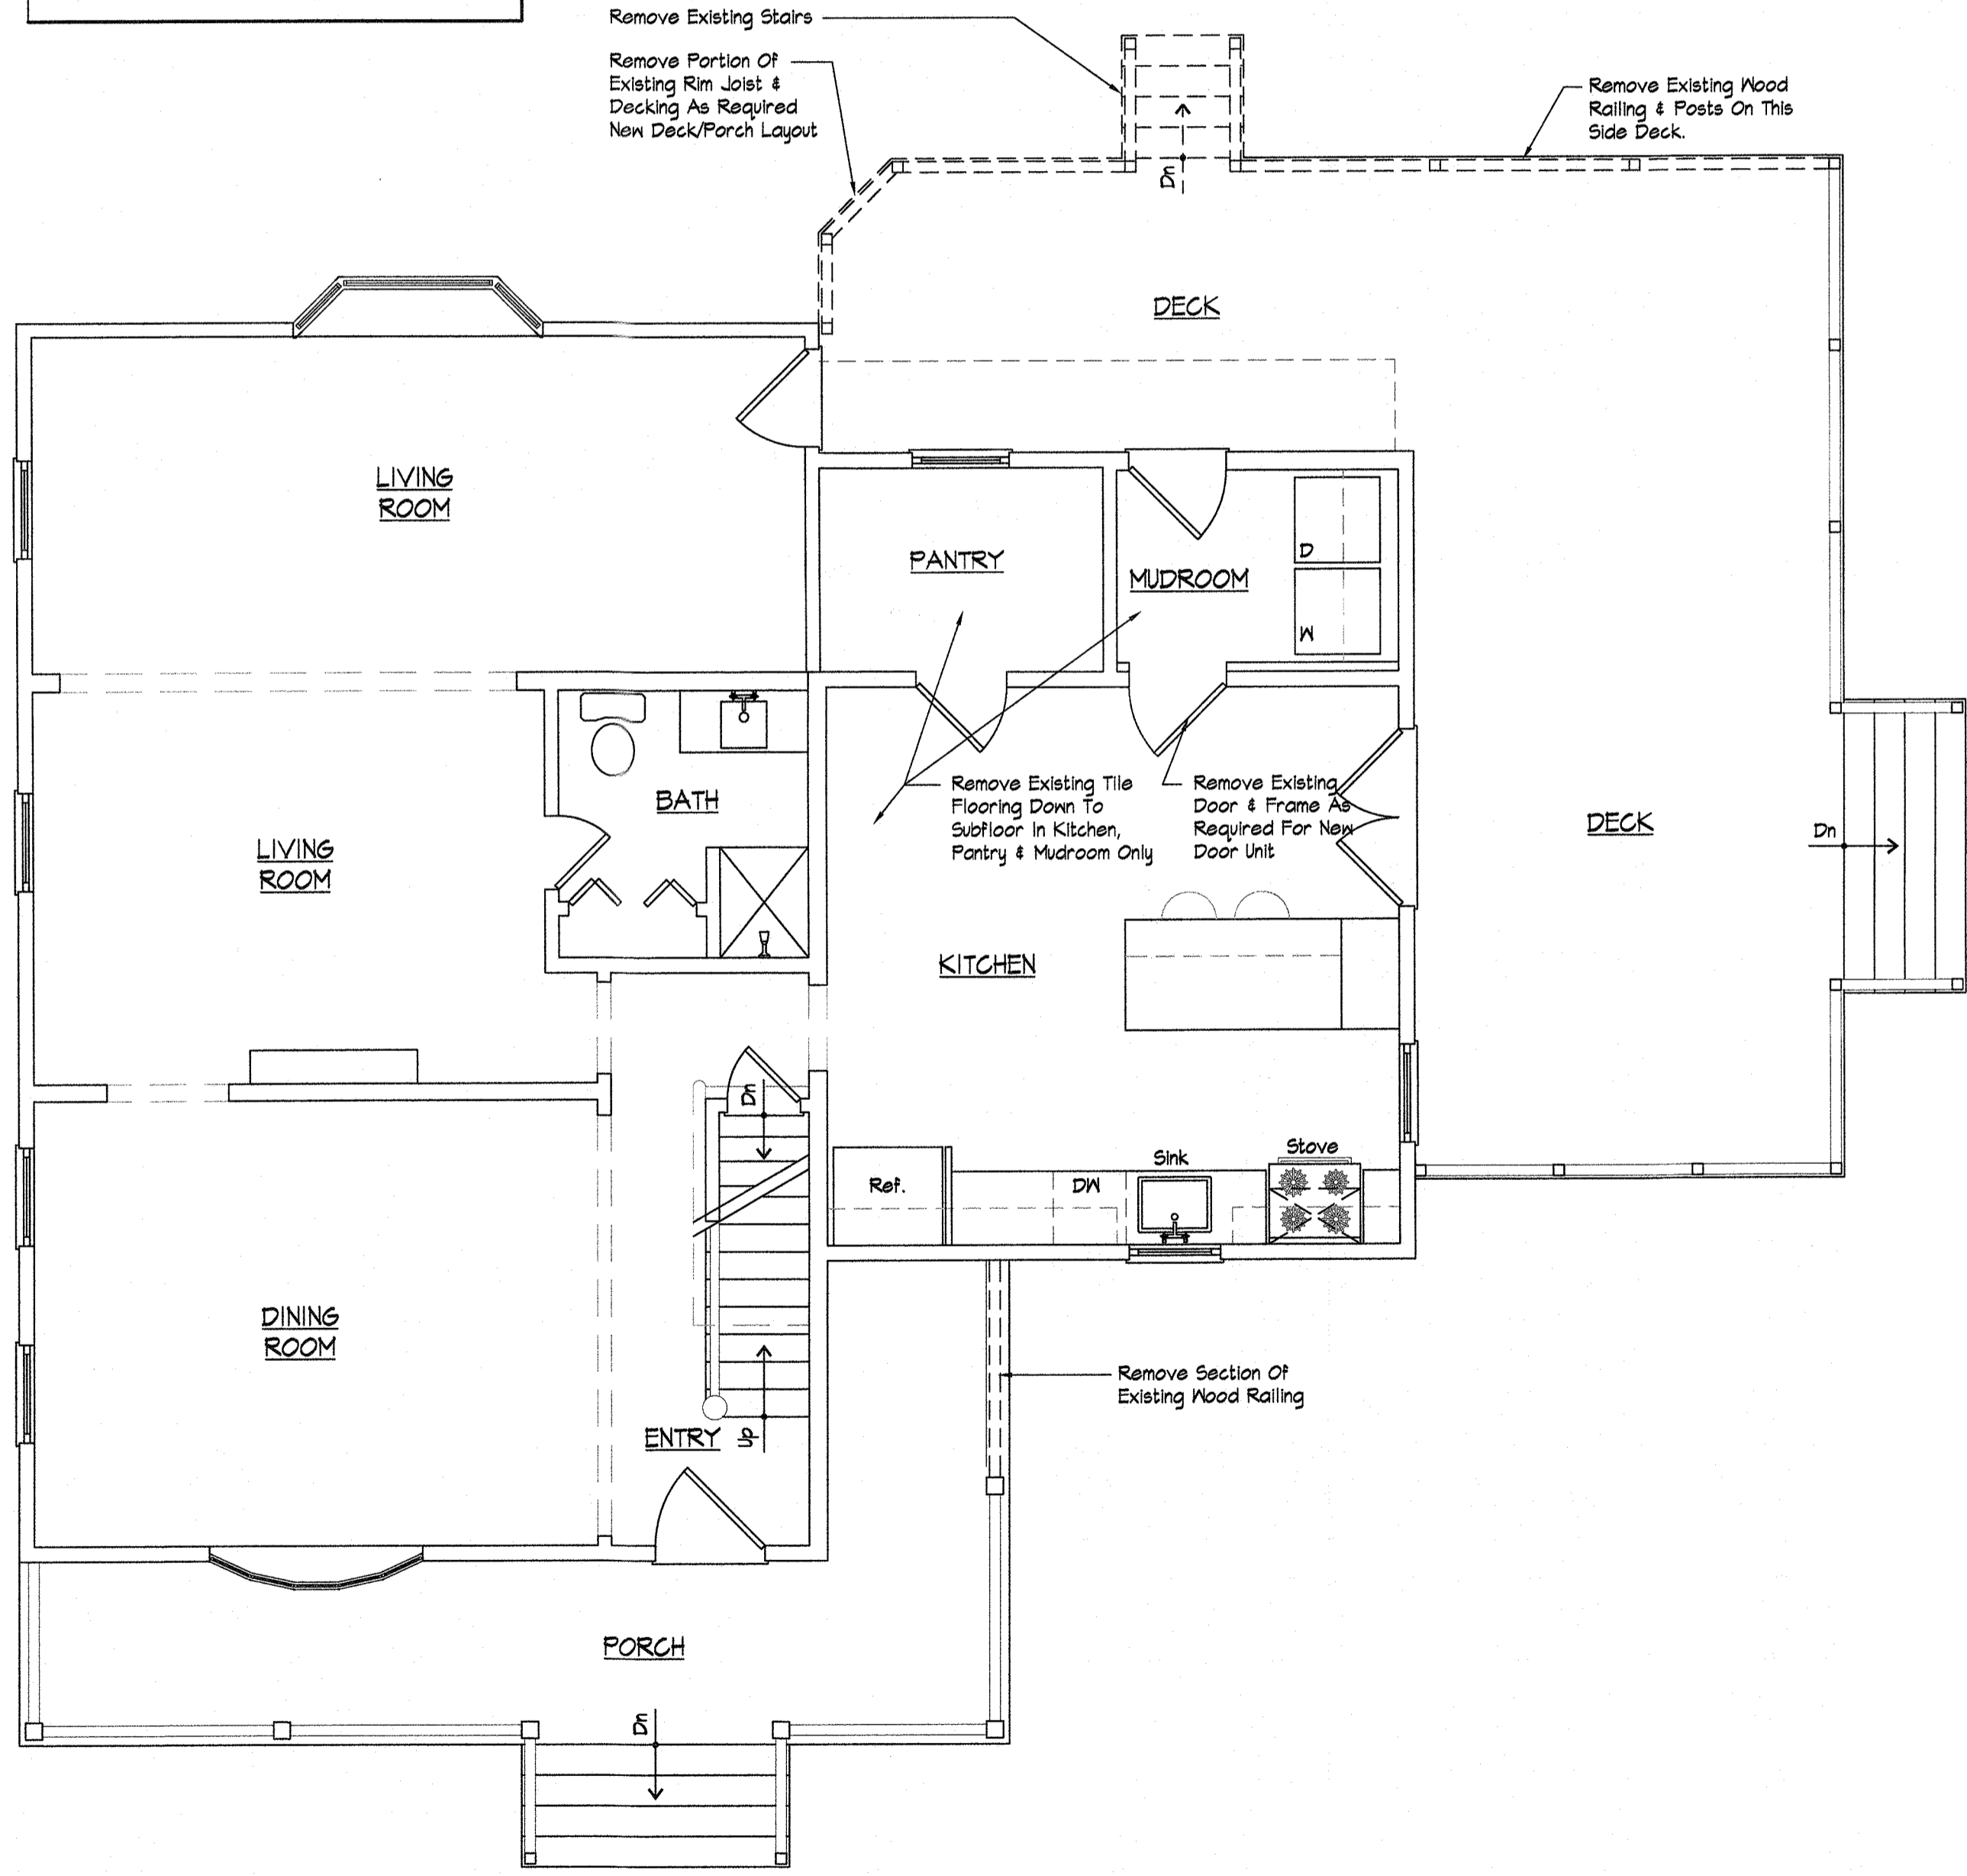 Remove Existing Stairs
Remove Portion Of
Existing Rim Joist &
Decking As Required
New Deck/Porch Layout
Remove Existing Wood
Railing & Posts On This
Side Deck.
Dn
DECK
LIVING
ROOM
PANTRY
MUDROOM
D
W
BATH
Remove Existing Tile
Flooring Down To
Subfloor In Kitchen,
Pantry & Mudroom Only
Remove Existing
Door & Frame As
Required For New
Door Unit
DECK
Dn
LIVING
ROOM
KITCHEN
Dn
Ref.
DW
Sink
Stove
DINING
ROOM
Remove Section Of
Existing Wood Railing
ENTRY
Up
PORCH
Dn